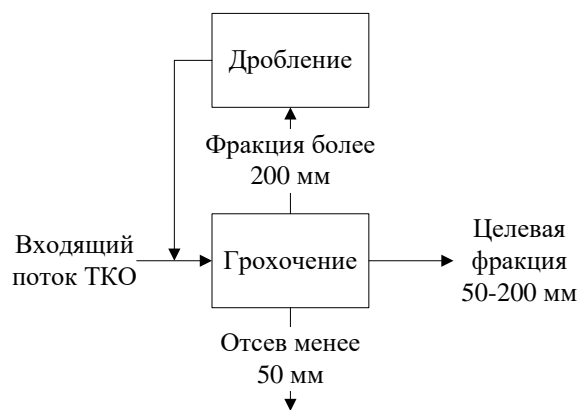 Дробление
Фракция более
200 мм
Входящий
поток ТКО
Грохочение
Целевая
фракция
50-200 мм
Отсев менее
50 мм